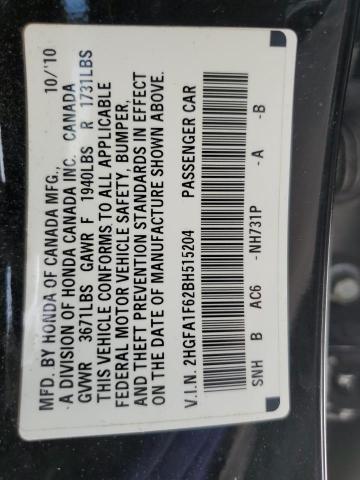 MFD. BY HONDA OF CANADA MFG., 10/'10
A DIVISION OF HONDA CANADA INC. CANADA
GVWR 3671LBS GAWR F 1940LBS R 1731LBS
THIS VEHICLE CONFORMS TO ALL APPLICABLE
FEDERAL MOTOR VEHICLE SAFETY, BUMPER,
AND THEFT PREVENTION STANDARDS IN EFFECT
ON THE DATE OF MANUFACTURE SHOWN ABOVE.
V.I.N. 2HGFA1F62BH515204 PASSENGER CAR
SNH B AC6 -NH731P -A -B